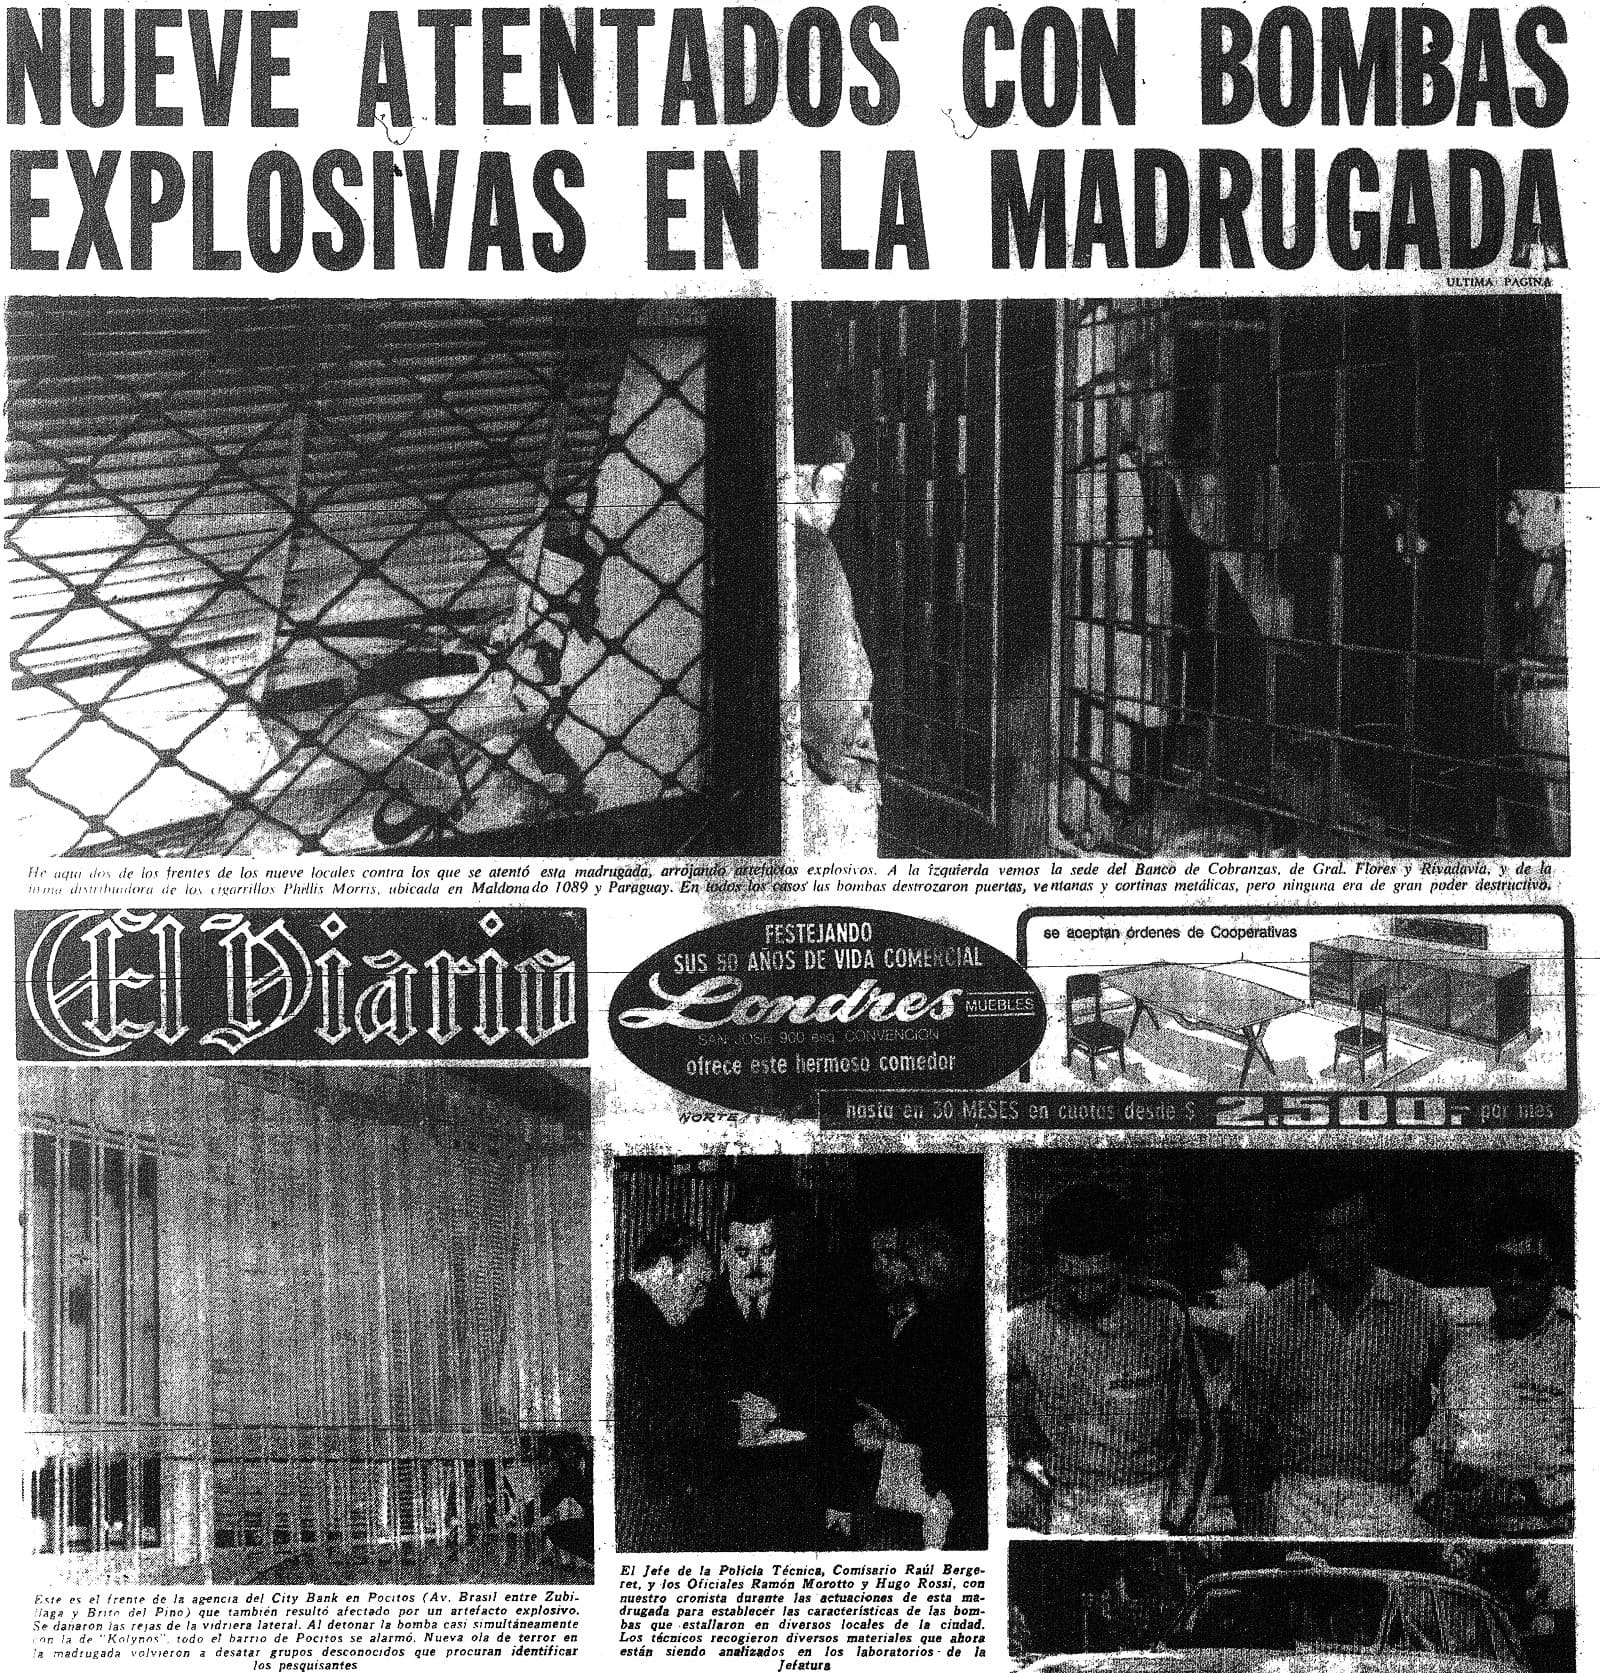 NUEVE ATENTADOS CON BOMBAS
EXPLOSIVAS EN LA MADRUGADA
ULTIMA PAGINA
He aquí dos de los frentes de los nueve locales contra los que se atentó esta madrugada, arrojando artefactos explosivos. A la izquierda vemos la sede del Banco de Cobranzas, de Gral. Flores y Rivadavia, y de la
firma distribuidora de los cigarrillos Phillis Morris, ubicada en Maldonado 1089 y Paraguay. En todos los casos las bombas destrozaron puertas, ventanas y cortinas metálicas, pero ninguna era de gran poder destructivo.
El Diario
FESTEJANDO
SUS 50 AÑOS DE VIDA COMERCIAL
Londres MUEBLES
SAN JOSE 900 esq. CONVENCION
ofrece este hermoso comedor
NORTE
se aceptan órdenes de Cooperativas
hasta en 30 MESES en cuotas desde $ 2.500.- por mes
Este es el frente de la agencia del City Bank en Pocitos (Av. Brasil entre Zubi-
llaga y Brito del Pino) que también resultó afectado por un artefacto explosivo.
Se dañaron las rejas de la vidriera lateral. Al detonar la bomba casi simultáneamente
con la de "Kolynos", todo el barrio de Pocitos se alarmó. Nueva ola de terror en
la madrugada volvieron a desatar grupos desconocidos que procuran identificar
los pesquisantes
El Jefe de la Policía Técnica, Comisario Raúl Berge-
ret, y los Oficiales Ramón Morotto y Hugo Rossi, con
nuestro cronista durante las actuaciones de esta ma-
drugada para establecer las características de las bom-
bas que estallaron en diversos locales de la ciudad.
Los técnicos recogieron diversos materiales que ahora
están siendo analizados en los laboratorios de la
Jefatura